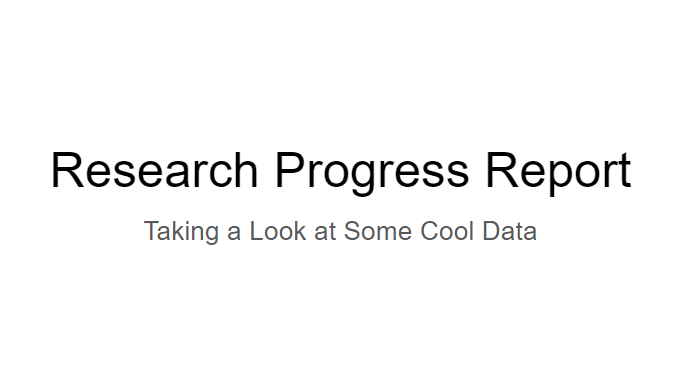 Research Progress Report
Taking a Look at Some Cool Data